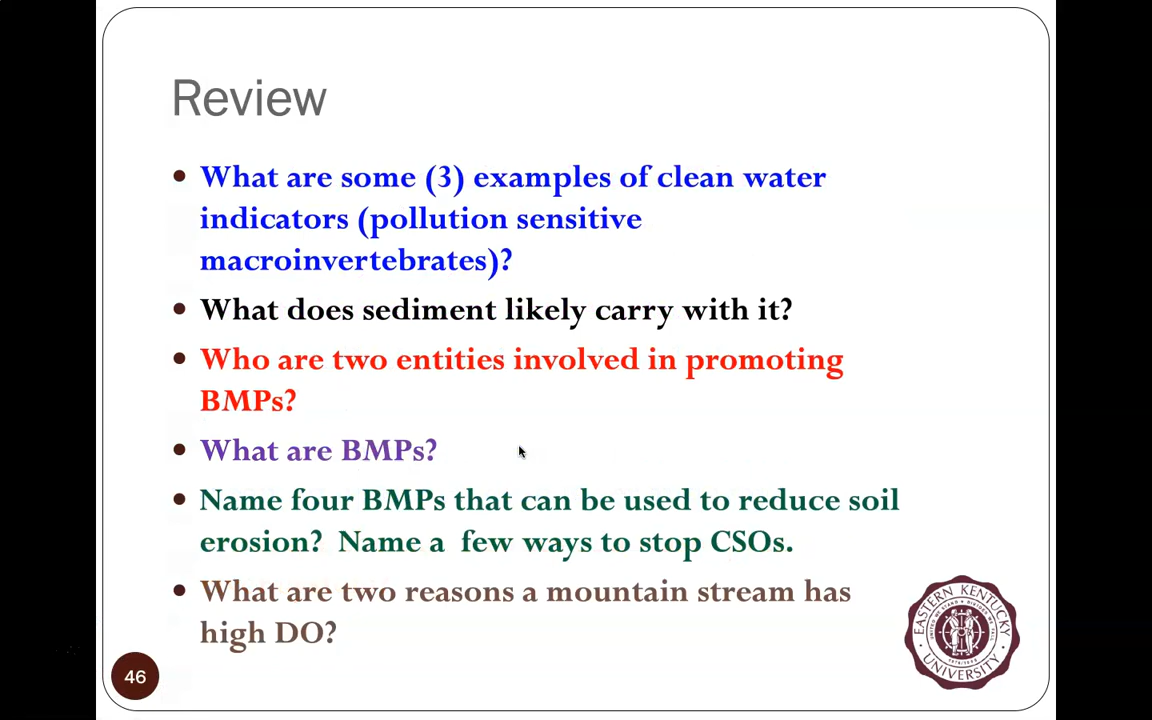 Review
• What are some (3) examples of clean water
indicators (pollution sensitive
macroinvertebrates)?
• What does sediment likely carry with it?
• Who are two entities involved in promoting
BMPs?
• What are BMPs?
• Name four BMPs that can be used to reduce soil
erosion? Name a few ways to stop CSOs.
• What are two reasons a mountain stream has
high DO?
EASTERN KENTUCKY
UNIVERSITY
46